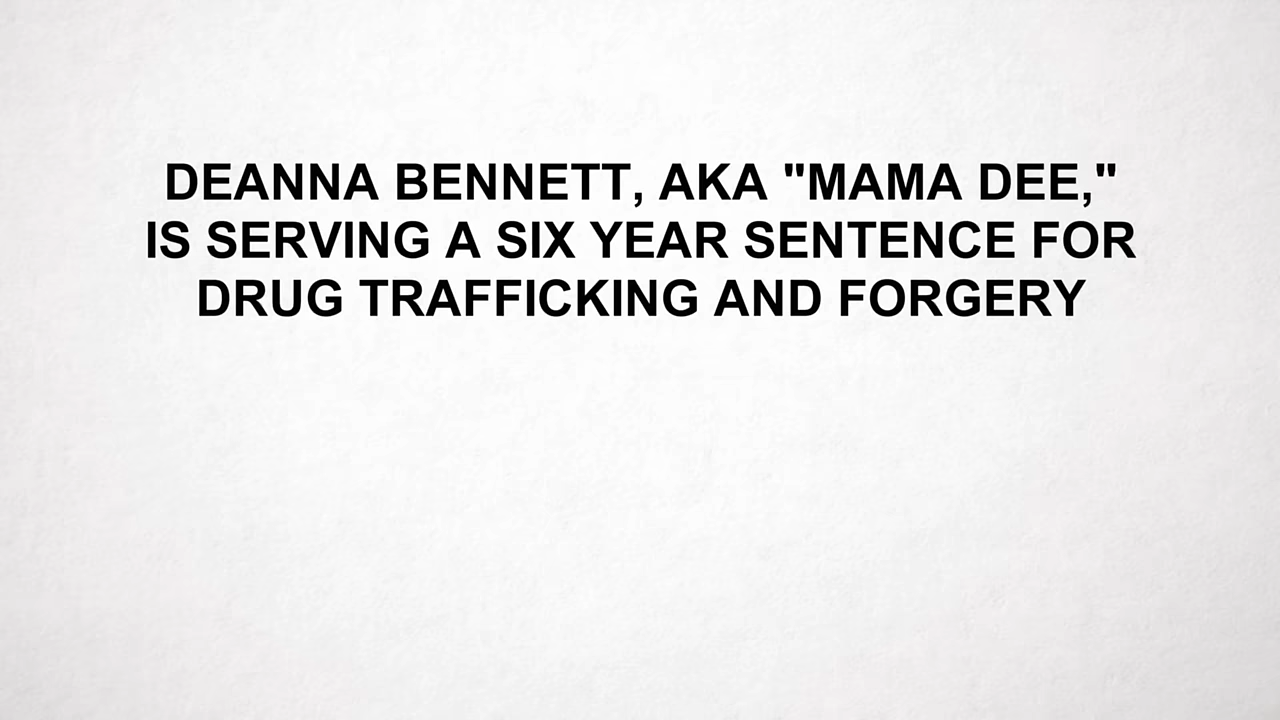 DEANNA BENNETT, AKA "MAMA DEE,"
IS SERVING A SIX YEAR SENTENCE FOR
DRUG TRAFFICKING AND FORGERY